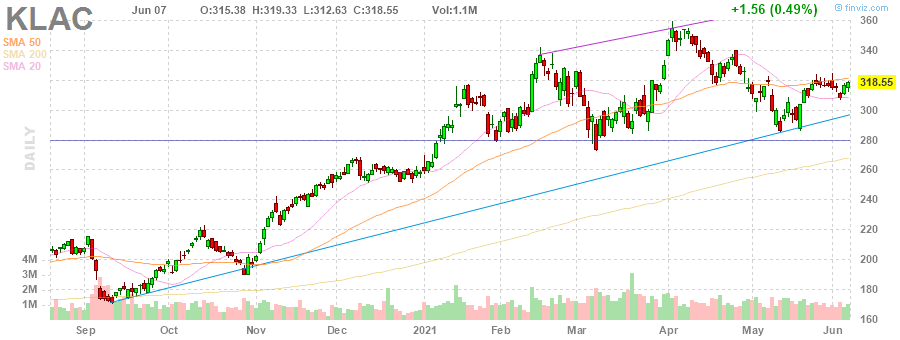 © finviz.com
KLAC Jun 07 O:315.38 H:319.33 L:312.63 C:318.55 Vol:1.1M +1.56 (0.49%)
SMA 50
SMA 200
SMA 20
DAILY
360
340
318.55
300
280
260
240
220
200
180
160
4M
3M
2M
1M
Sep Oct Nov Dec 2021 Feb Mar Apr May Jun